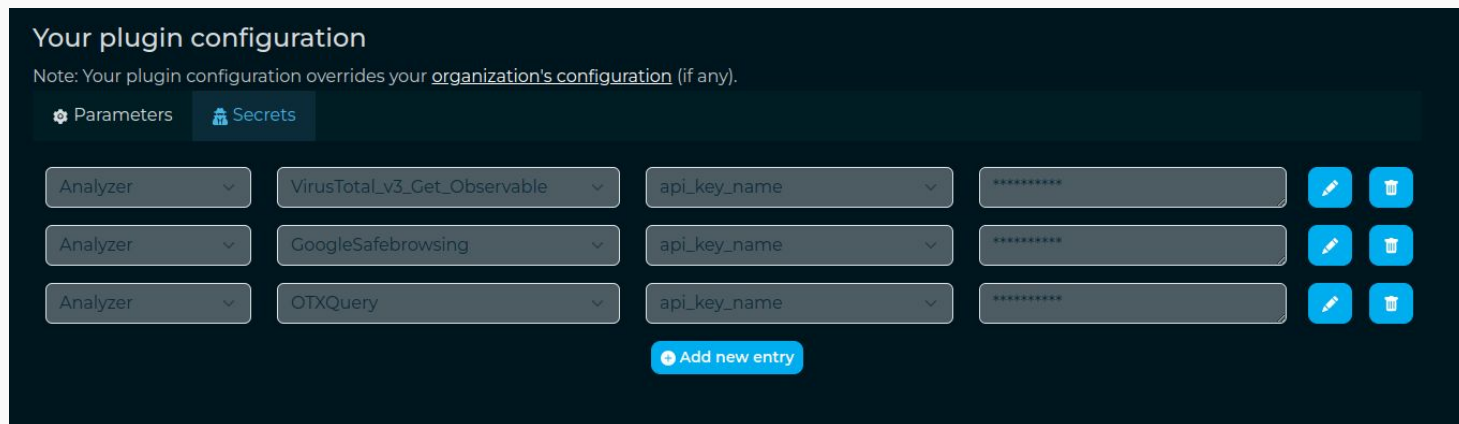 Your plugin configuration
Note: Your plugin configuration overrides your organization's configuration (if any).
Parameters Secrets
Analyzer VirusTotal_v3_Get_Observable api_key_name **********
Analyzer GoogleSafebrowsing api_key_name **********
Analyzer OTXQuery api_key_name **********
Add new entry